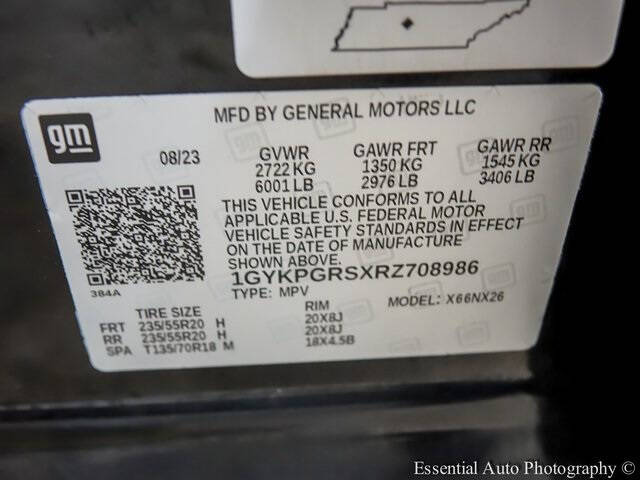 gm
MFD BY GENERAL MOTORS LLC
08/23
GVWR GAWR FRT GAWR RR
2722 KG 1350 KG 1545 KG
6001 LB 2976 LB 3406 LB
THIS VEHICLE CONFORMS TO ALL
APPLICABLE U.S. FEDERAL MOTOR
VEHICLE SAFETY STANDARDS IN EFFECT
ON THE DATE OF MANUFACTURE
SHOWN ABOVE.
1GYKPGRSXRZ708986
384A
TYPE: MPV MODEL: X66NX26
TIRE SIZE RIM
FRT 235/55R20 H 20X8J
RR 235/55R20 H 20X8J
SPA T135/70R18 M 18X4.5B
Essential Auto Photography ©